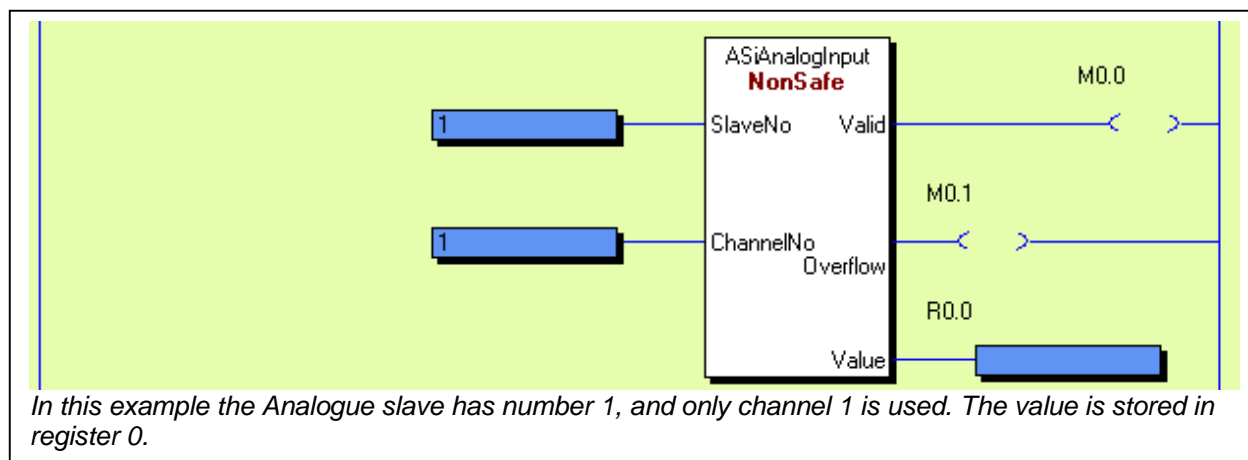 ASiAnalogInput
NonSafe
M0.0
1
SlaveNo Valid
M0.1
1
ChannelNo
Overflow
R0.0
Value
In this example the Analogue slave has number 1, and only channel 1 is used. The value is stored in
register 0.